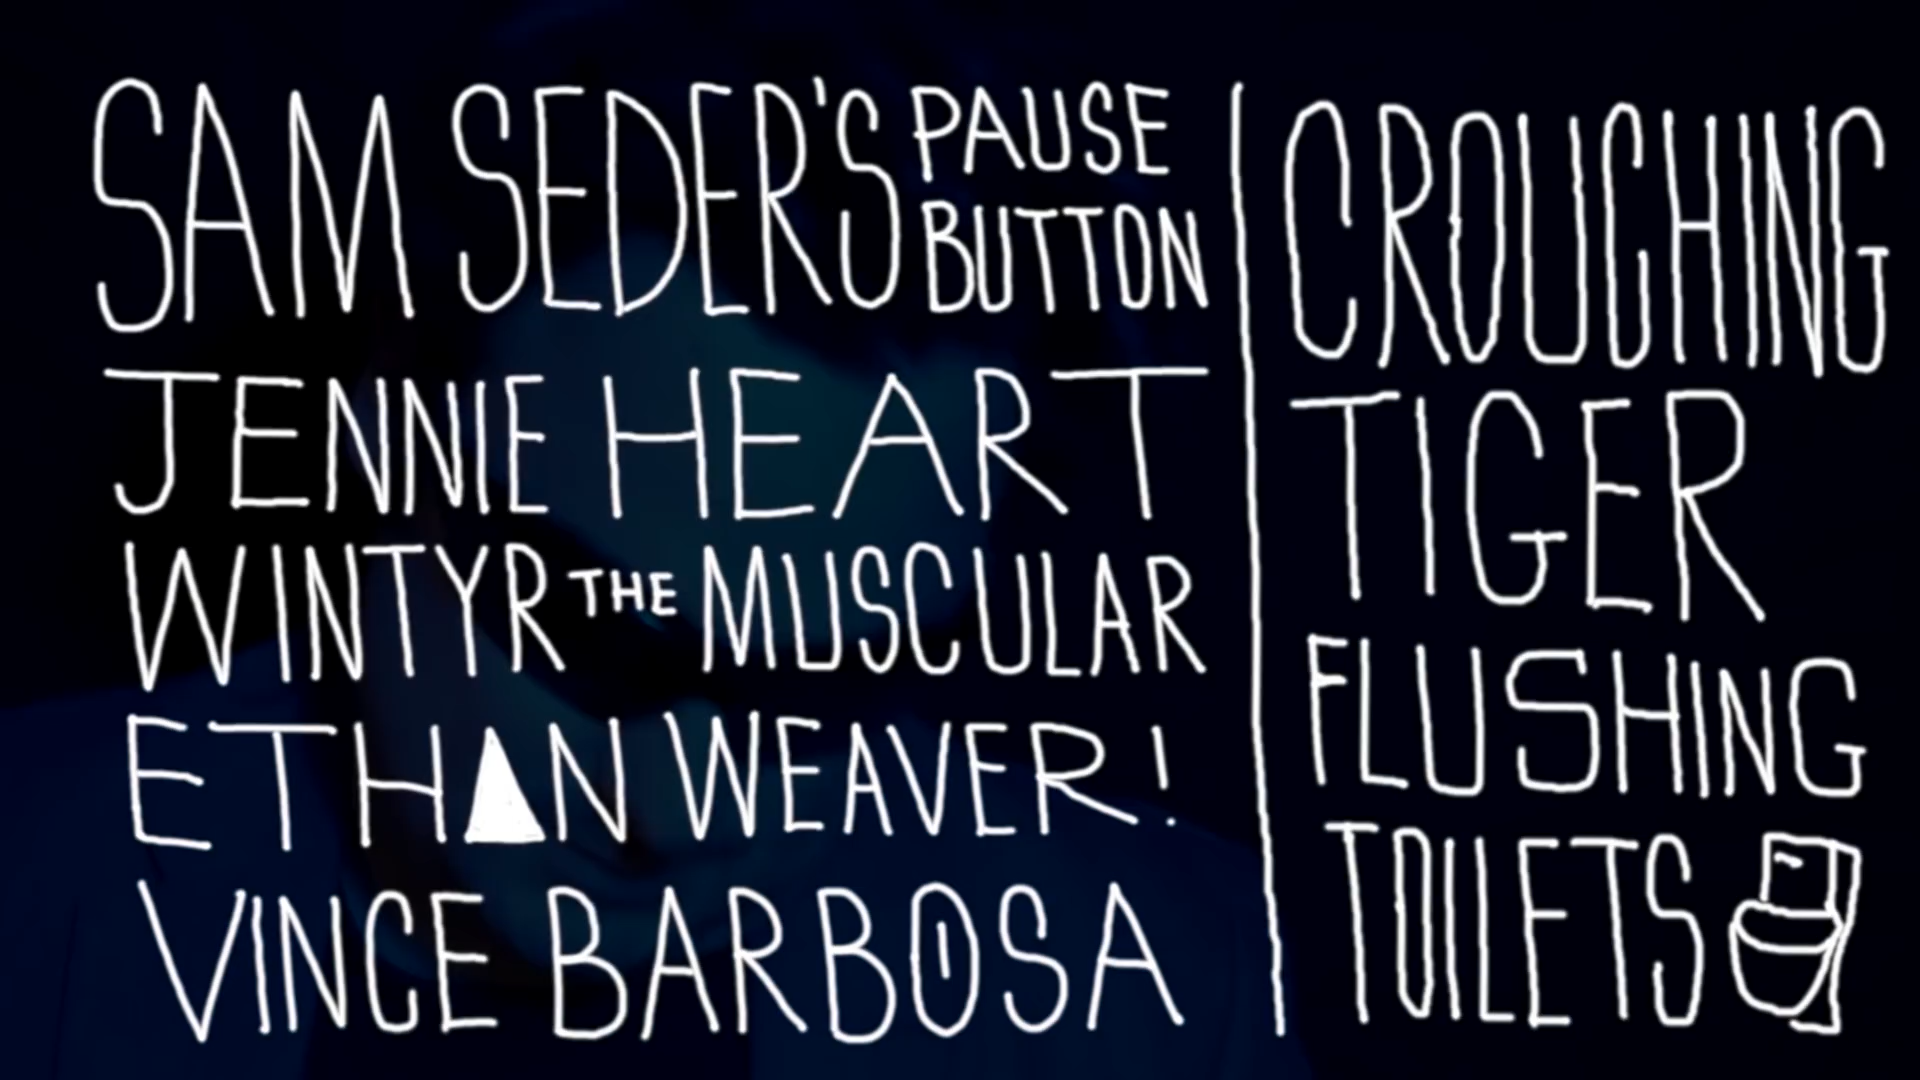 SAM SEDER'S PAUSE BUTTON
JENNIE HEART
WINTYR THE MUSCULAR
ETHAN WEAVER!
VINCE BARBOSA
CROUCHING
TIGER
FLUSHING
TOILETS